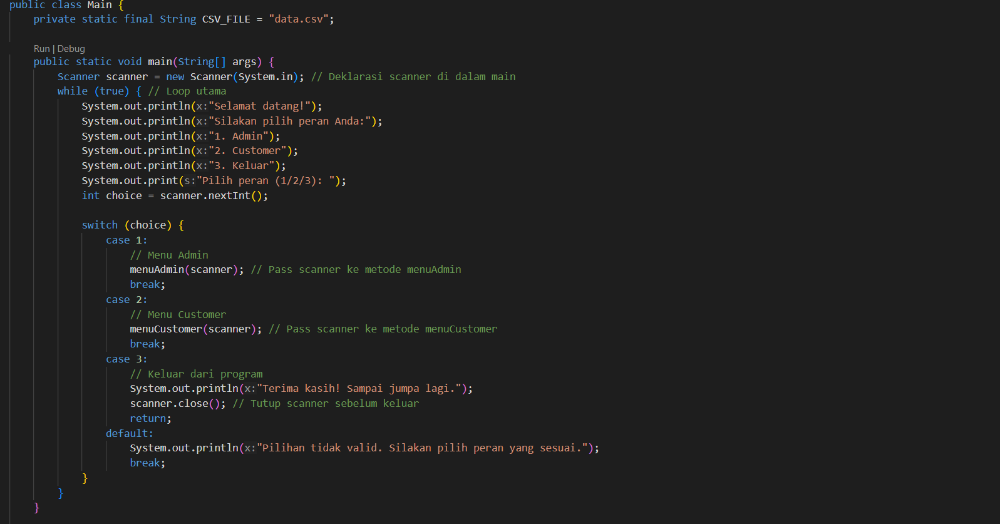 public class Main {
private static final String CSV_FILE = "data.csv";
Run | Debug
public static void main(String[] args) {
Scanner scanner = new Scanner(System.in); // Deklarasi scanner di dalam main
while (true) { // Loop utama
System.out.println(x:"Selamat datang!");
System.out.println(x:"Silakan pilih peran Anda:");
System.out.println(x:"1. Admin");
System.out.println(x:"2. Customer");
System.out.println(x:"3. Keluar");
System.out.print(s:"Pilih peran (1/2/3): ");
int choice = scanner.nextInt();
switch (choice) {
case 1:
// Menu Admin
menuAdmin(scanner); // Pass scanner ke metode menuAdmin
break;
case 2:
// Menu Customer
menuCustomer(scanner); // Pass scanner ke metode menuCustomer
break;
case 3:
// Keluar dari program
System.out.println(x:"Terima kasih! Sampai jumpa lagi.");
scanner.close(); // Tutup scanner sebelum keluar
return;
default:
System.out.println(x:"Pilihan tidak valid. Silakan pilih peran yang sesuai.");
break;
}
}
}